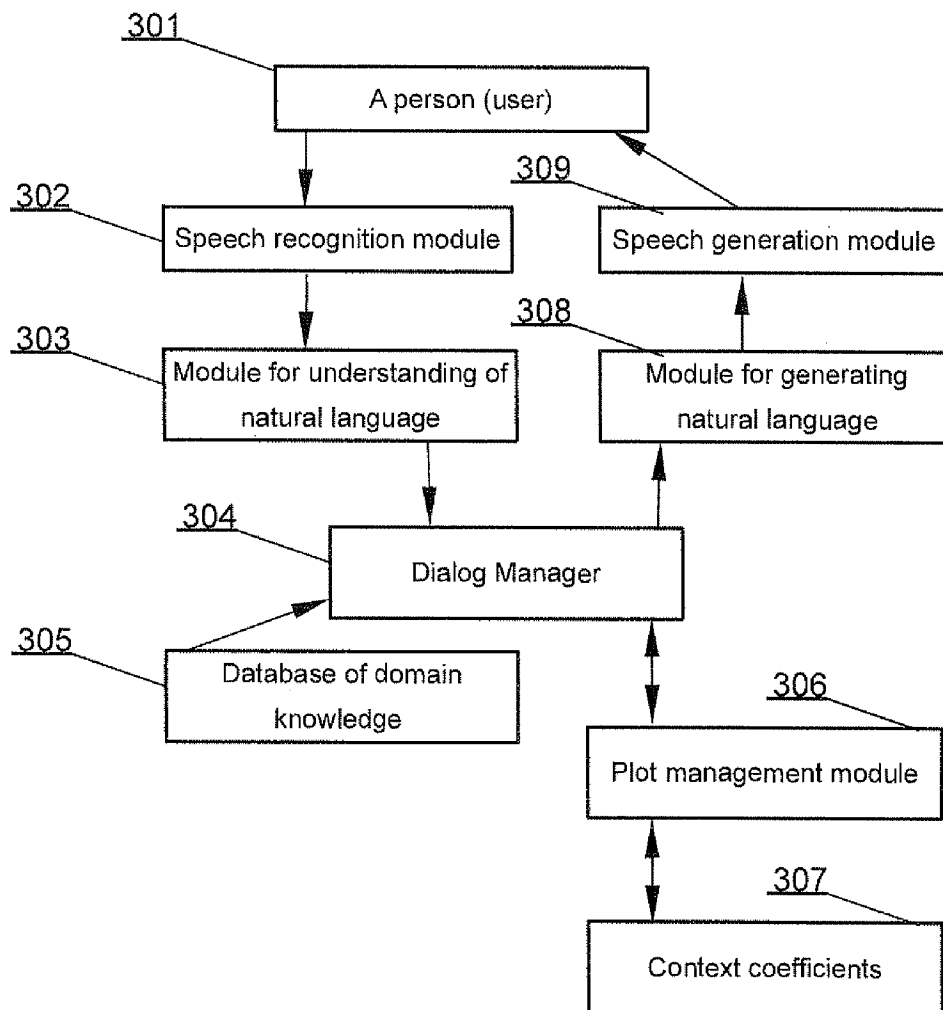 301
A person (user)
302
309
Speech recognition module
Speech generation module
303
308
Module for understanding of
natural language
Module for generating
natural language
304
Dialog Manager
305
Database of domain
knowledge
306
Plot management module
307
Context coefficients